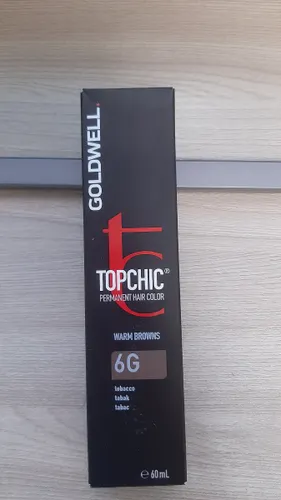 GOLDWELL.
tc
TOPCHIC®
PERMANENT HAIR COLOR
WARM BROWNS
6G
tobacco
tabak
tabac
℮ 60mL